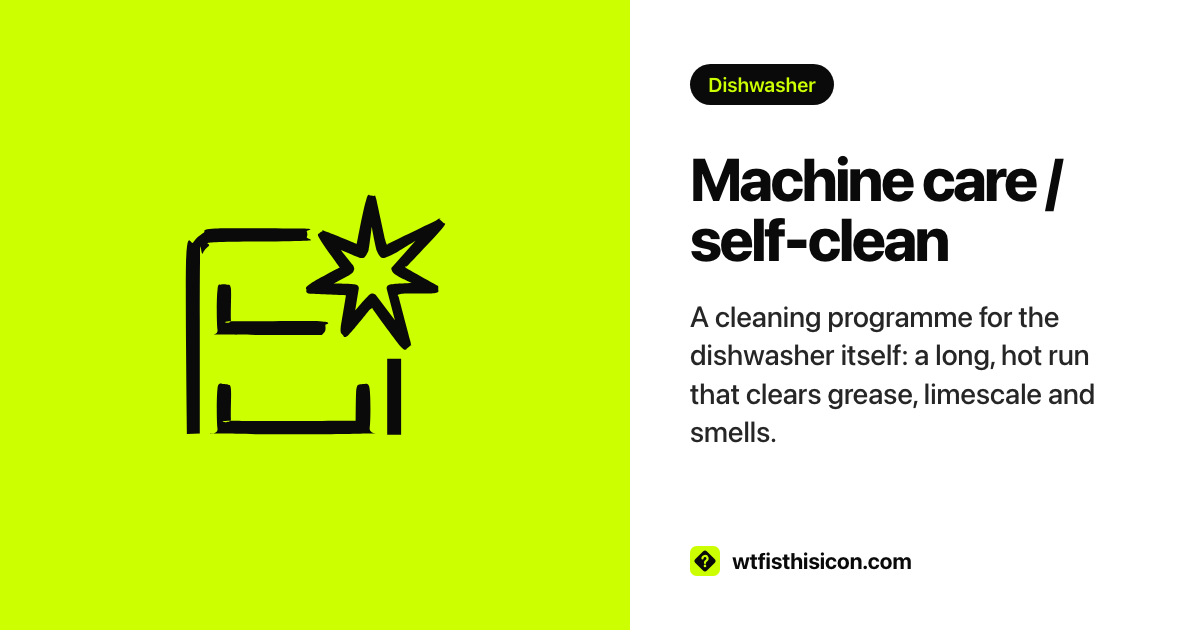 Dishwasher
Machine care /
self-clean
A cleaning programme for the
dishwasher itself: a long, hot run
that clears grease, limescale and
smells.
?
wtfisthisicon.com